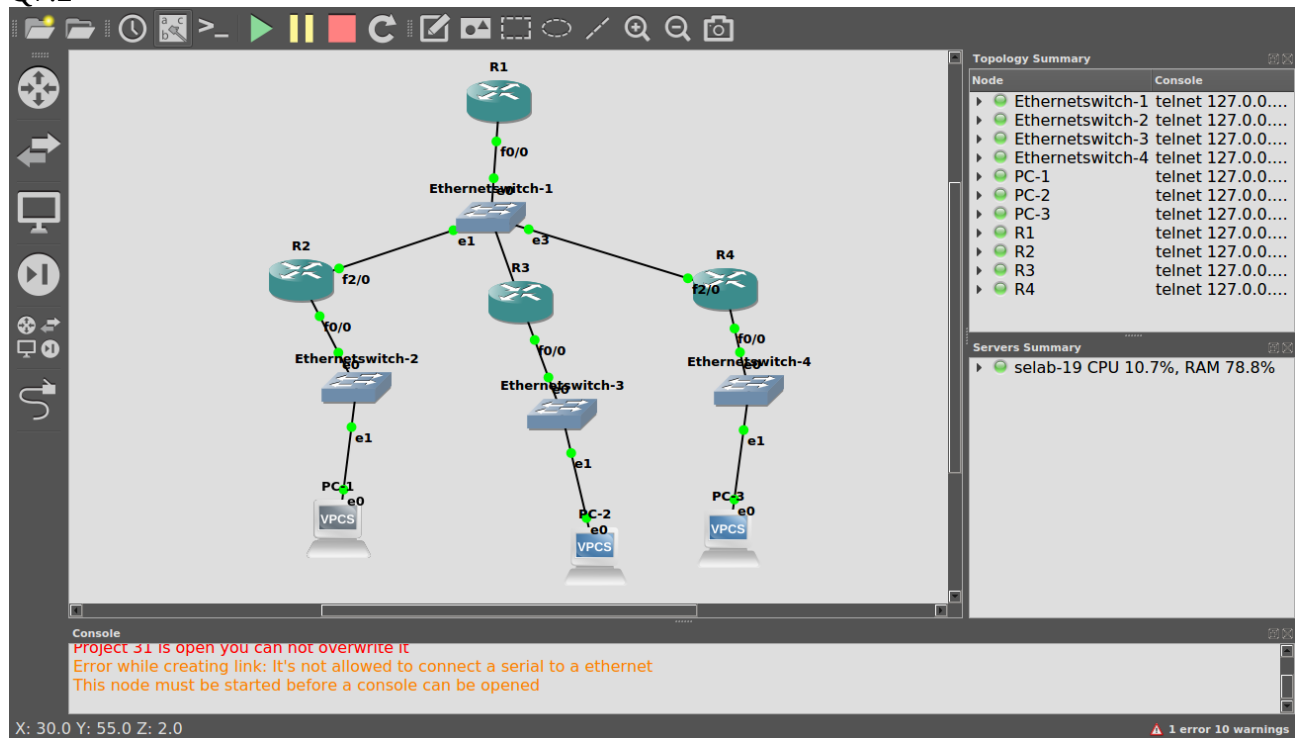 R1
f0/0
Ethernetswitch-1
e0
e1
e3
R2
f2/0
R3
R4
f2/0
f0/0
Ethernetswitch-2
e0
e1
PC-1
e0
VPCS
f0/0
Ethernetswitch-3
e0
e1
PC-2
e0
VPCS
f0/0
Ethernetswitch-4
e0
e1
PC-3
e0
VPCS
Topology Summary
Node Console
Ethernetswitch-1 telnet 127.0.0....
Ethernetswitch-2 telnet 127.0.0....
Ethernetswitch-3 telnet 127.0.0....
Ethernetswitch-4 telnet 127.0.0....
PC-1 telnet 127.0.0....
PC-2 telnet 127.0.0....
PC-3 telnet 127.0.0....
R1 telnet 127.0.0....
R2 telnet 127.0.0....
R3 telnet 127.0.0....
R4 telnet 127.0.0....
Servers Summary
selab-19 CPU 10.7%, RAM 78.8%
Console
Project 31 is open you can not overwrite it
Error while creating link: It's not allowed to connect a serial to a ethernet
This node must be started before a console can be opened
X: 30.0 Y: 55.0 Z: 2.0
1 error 10 warnings